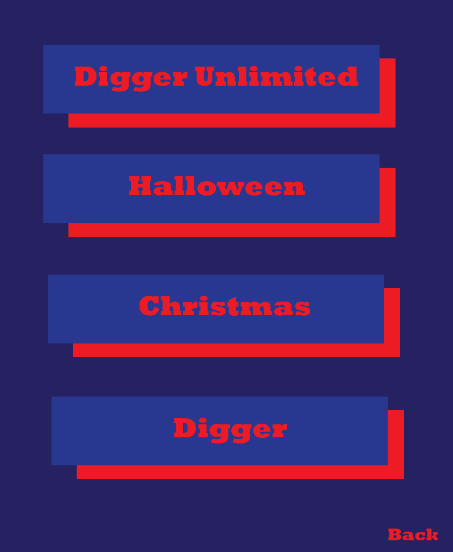 Digger Unlimited
Halloween
Christmas
Digger
Back